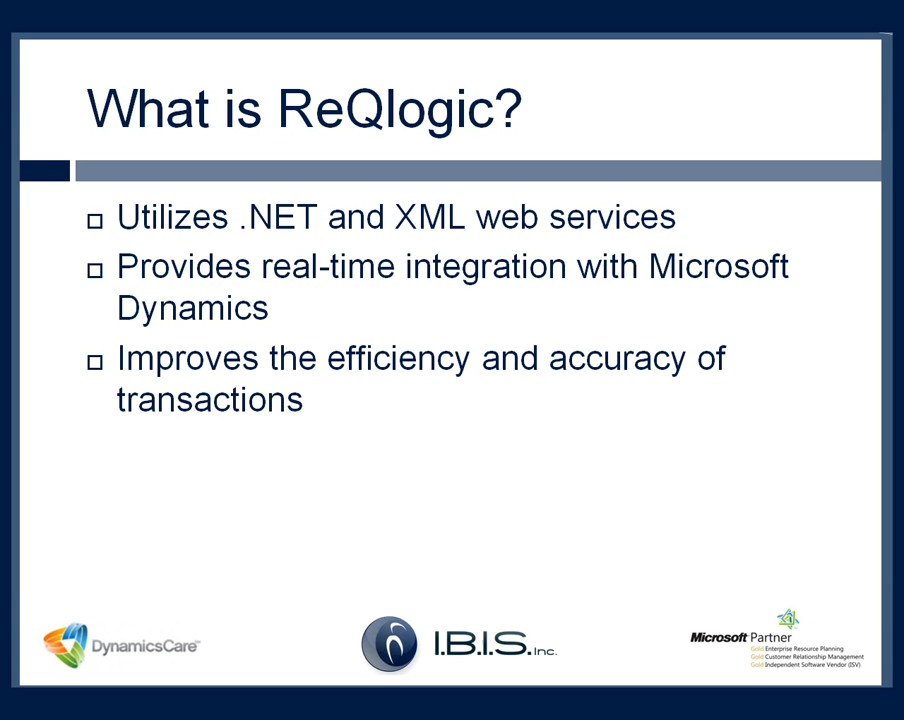 What is ReQlogic?
Utilizes .NET and XML web services
Provides real-time integration with Microsoft
Dynamics
Improves the efficiency and accuracy of
transactions
DynamicsCare™
I.B.I.S. Inc.
Microsoft Partner
Gold Enterprise Resource Planning
Gold Customer Relationship Management
Gold Independent Software Vendor (ISV)